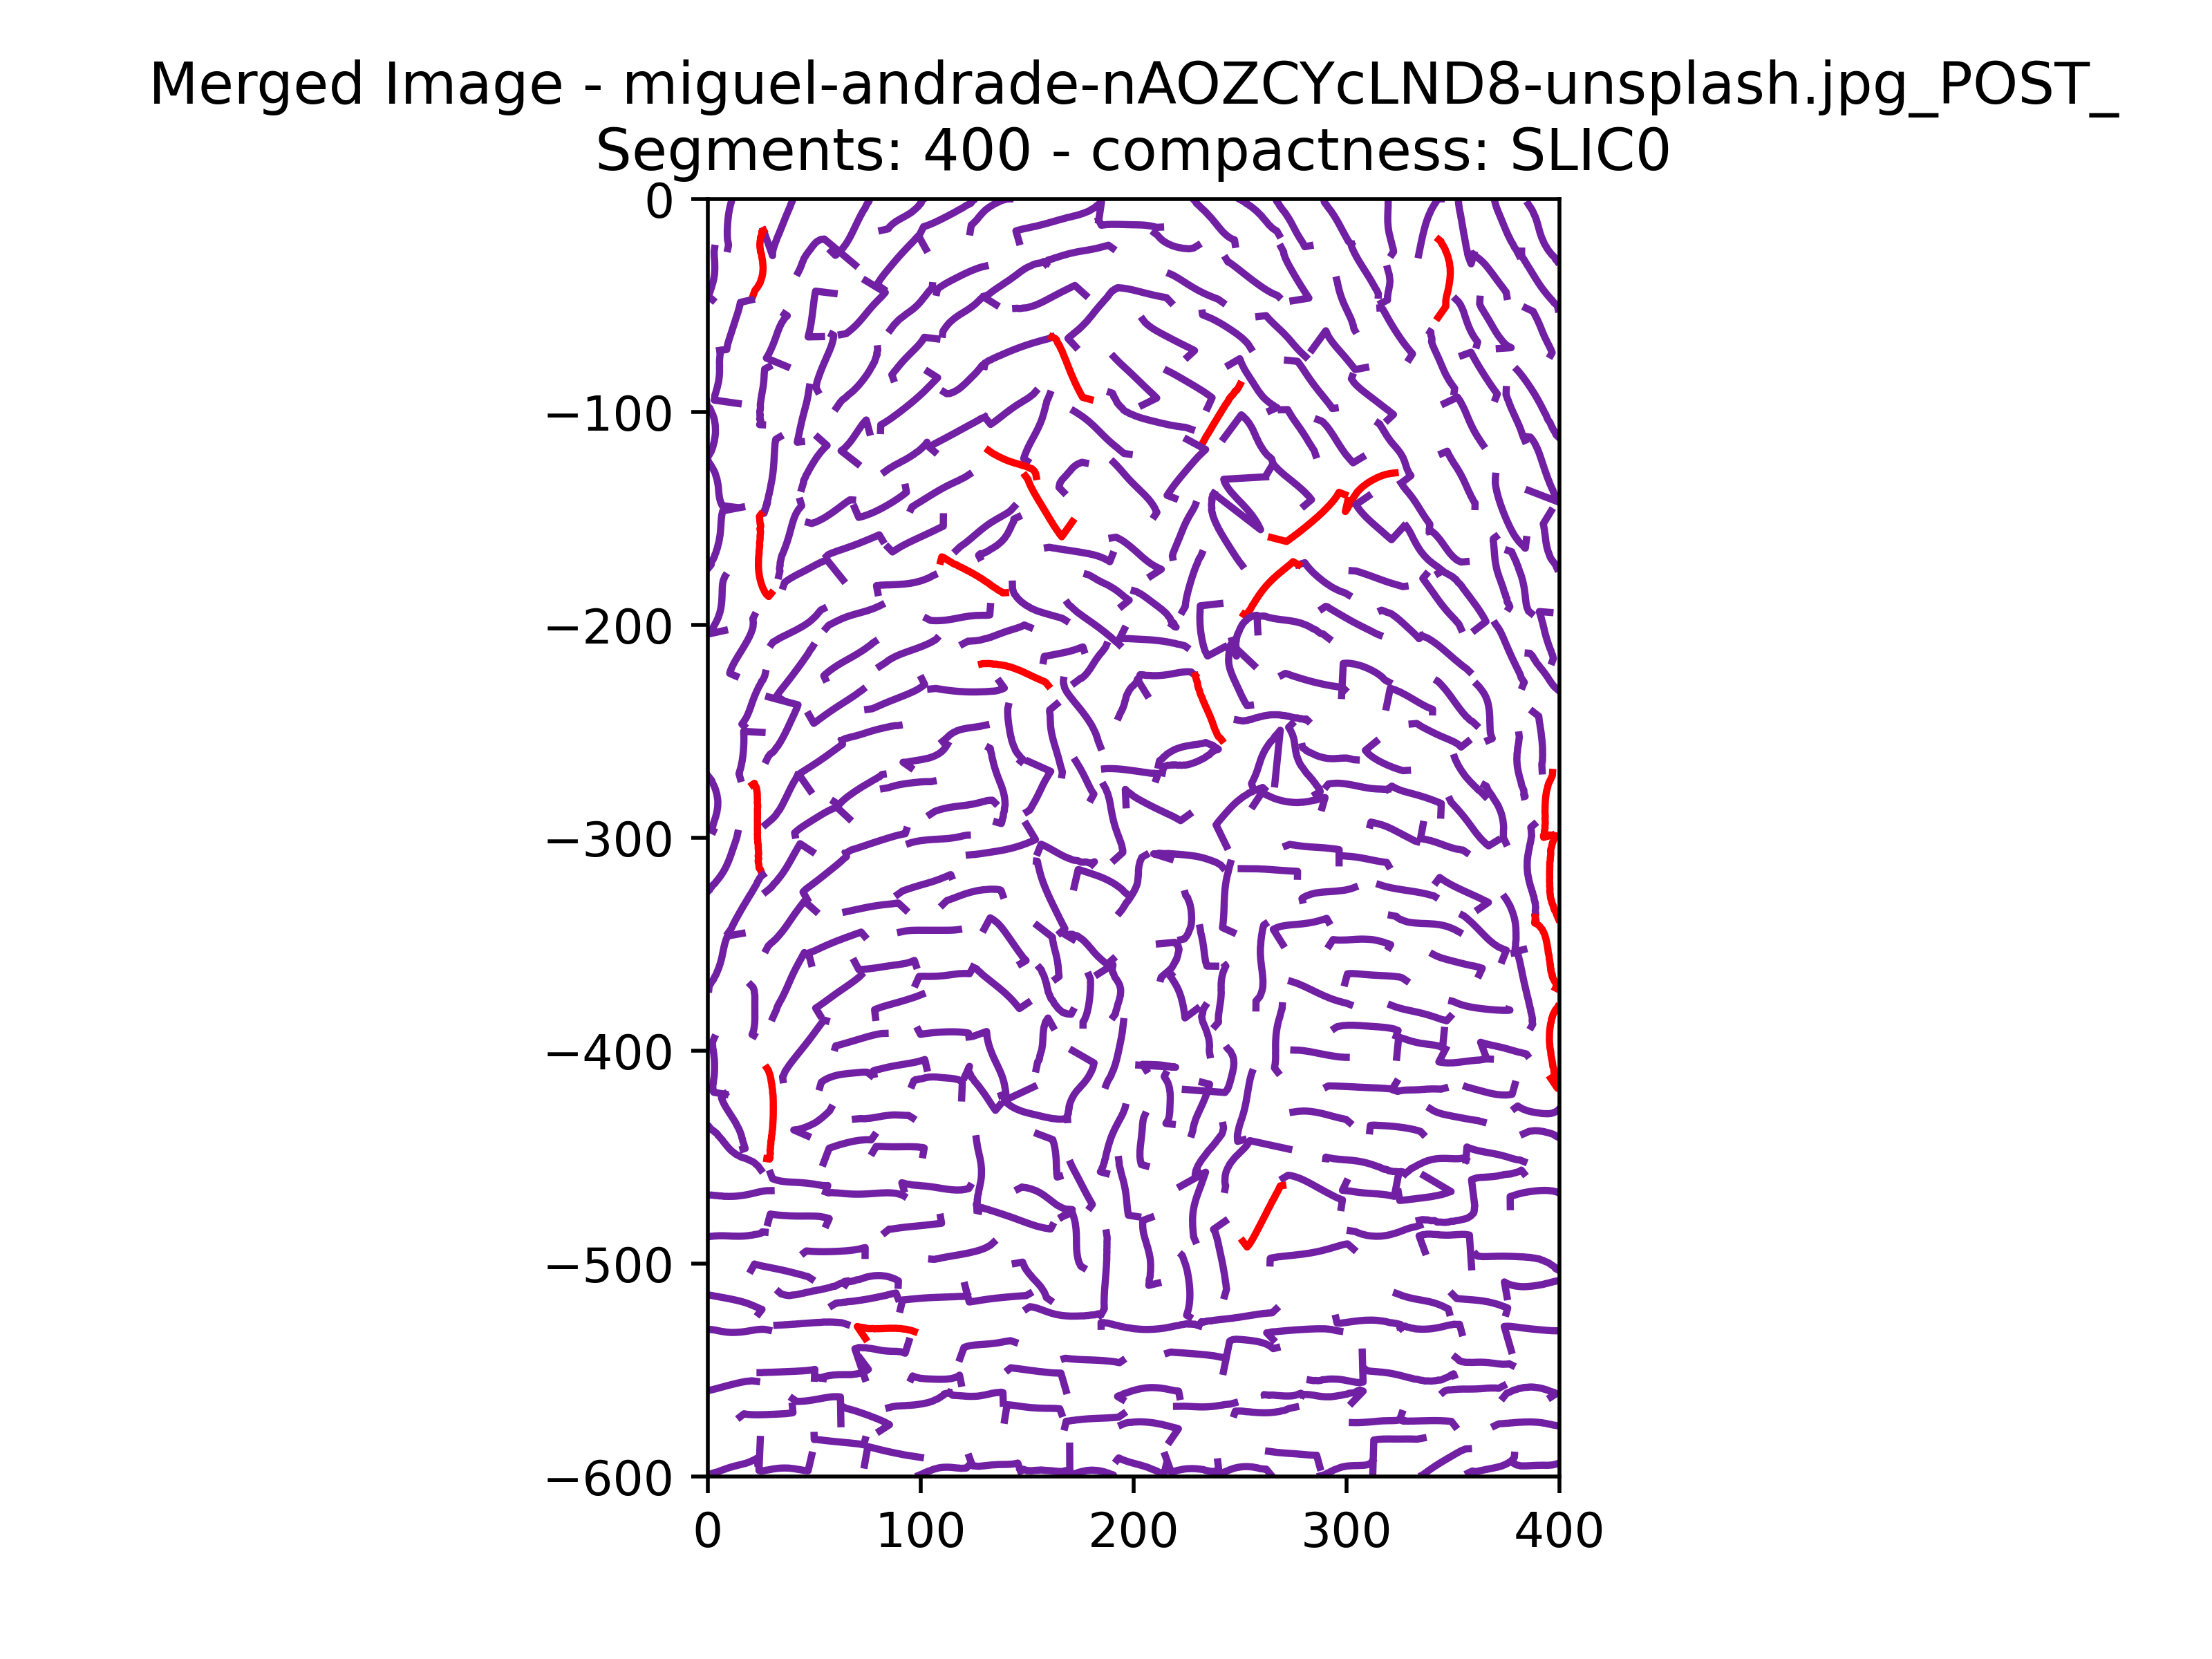 Merged Image - miguel-andrade-nAOZCYcLND8-unsplash.jpg_POST_
Segments: 400 - compactness: SLIC0
0
−100
−200
−300
−400
−500
−600
0 100 200 300 400